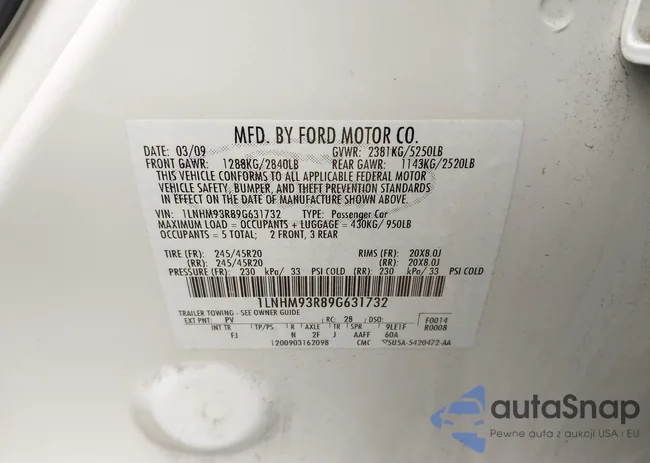 MFD. BY FORD MOTOR CO.
DATE: 03/09 GVWR: 2381KG/5250LB
FRONT GAWR: 1288KG/2840LB REAR GAWR: 1143KG/2520LB
THIS VEHICLE CONFORMS TO ALL APPLICABLE FEDERAL MOTOR
VEHICLE SAFETY, BUMPER, AND THEFT PREVENTION STANDARDS
IN EFFECT ON THE DATE OF MANUFACTURE SHOWN ABOVE.
VIN: 1LNHM93R89G631732 TYPE: Passenger Car
MAXIMUM LOAD = OCCUPANTS + LUGGAGE = 430KG/ 950LB
OCCUPANTS = 5 TOTAL; 2 FRONT, 3 REAR
TIRE (FR): 245/45R20 RIMS (FR): 20X8.0J
(RR): 245/45R20 (RR): 20X8.0J
PRESSURE (FR): 230 kPa/ 33 PSI COLD (RR): 230 kPa/ 33 PSI COLD
1LNHM93R89G631732
TRAILER TOWING - SEE OWNER GUIDE
EXT PNT: PV RC: 28 DSO: F0014
INT TR TP/PS R AXLE TR SPR 9LE1F R0008
FJ N 2F J AAFF 60A
120090316209B CMC 5U5A-5420472-AA
autoSnap
Pewne auta z aukcji USA i EU